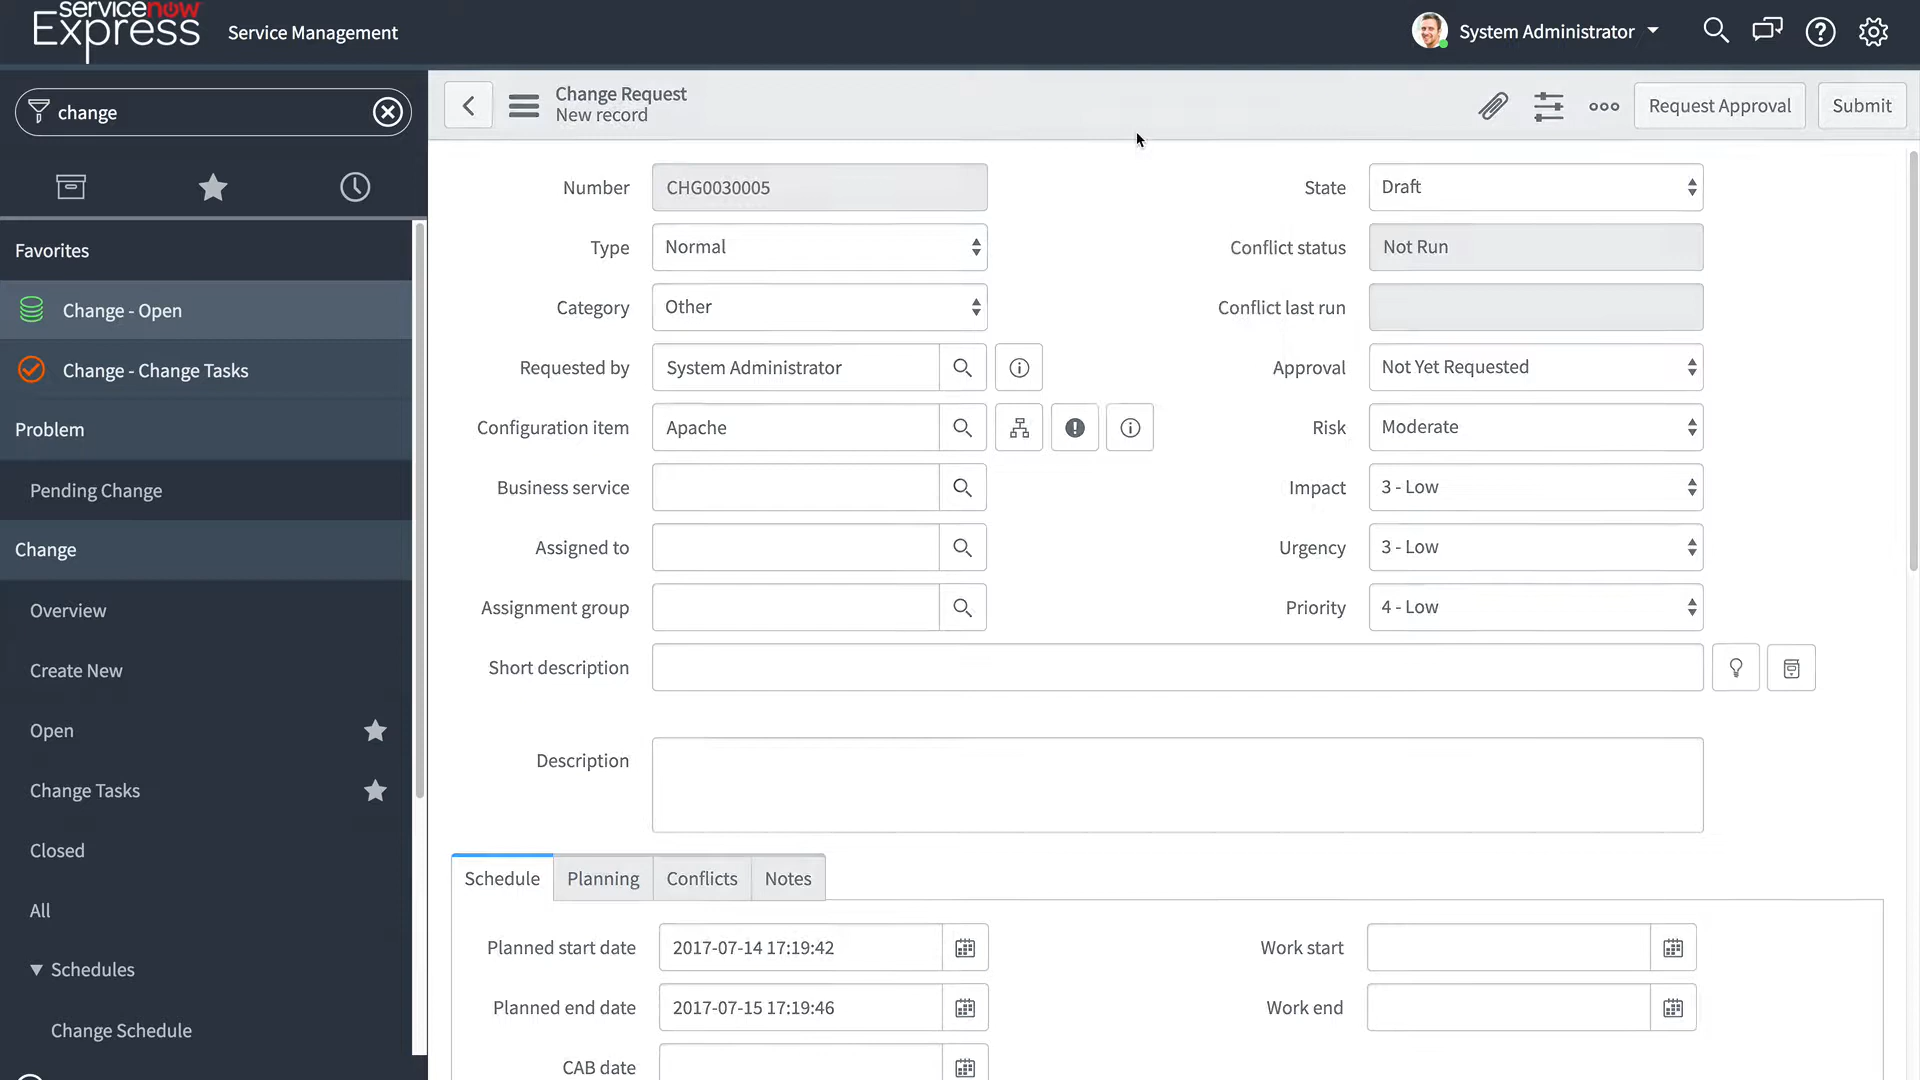 servicenow
Express
Service Management
System Administrator
change
Change Request
New record
Request Approval
Submit
Favorites
Change - Open
Change - Change Tasks
Problem
Pending Change
Change
Overview
Create New
Open
Change Tasks
Closed
All
Schedules
Change Schedule
Number
CHG0030005
State
Draft
Type
Normal
Conflict status
Not Run
Category
Other
Conflict last run
Requested by
System Administrator
Approval
Not Yet Requested
Configuration item
Apache
Risk
Moderate
Business service
Impact
3 - Low
Assigned to
Urgency
3 - Low
Assignment group
Priority
4 - Low
Short description
Description
Schedule
Planning
Conflicts
Notes
Planned start date
2017-07-14 17:19:42
Work start
Planned end date
2017-07-15 17:19:46
Work end
CAB date